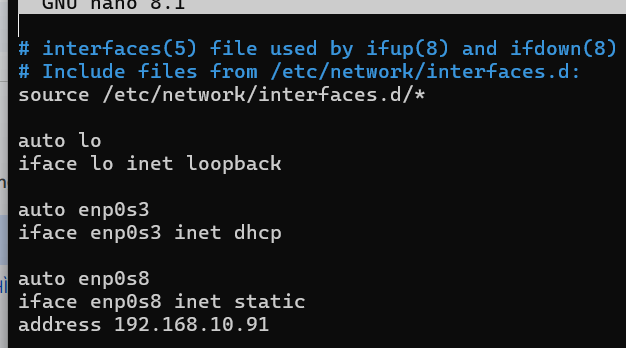 GNU nano 8.1
# interfaces(5) file used by ifup(8) and ifdown(8)
# Include files from /etc/network/interfaces.d:
source /etc/network/interfaces.d/*
auto lo
iface lo inet loopback
auto enp0s3
iface enp0s3 inet dhcp
auto enp0s8
iface enp0s8 inet static
address 192.168.10.91